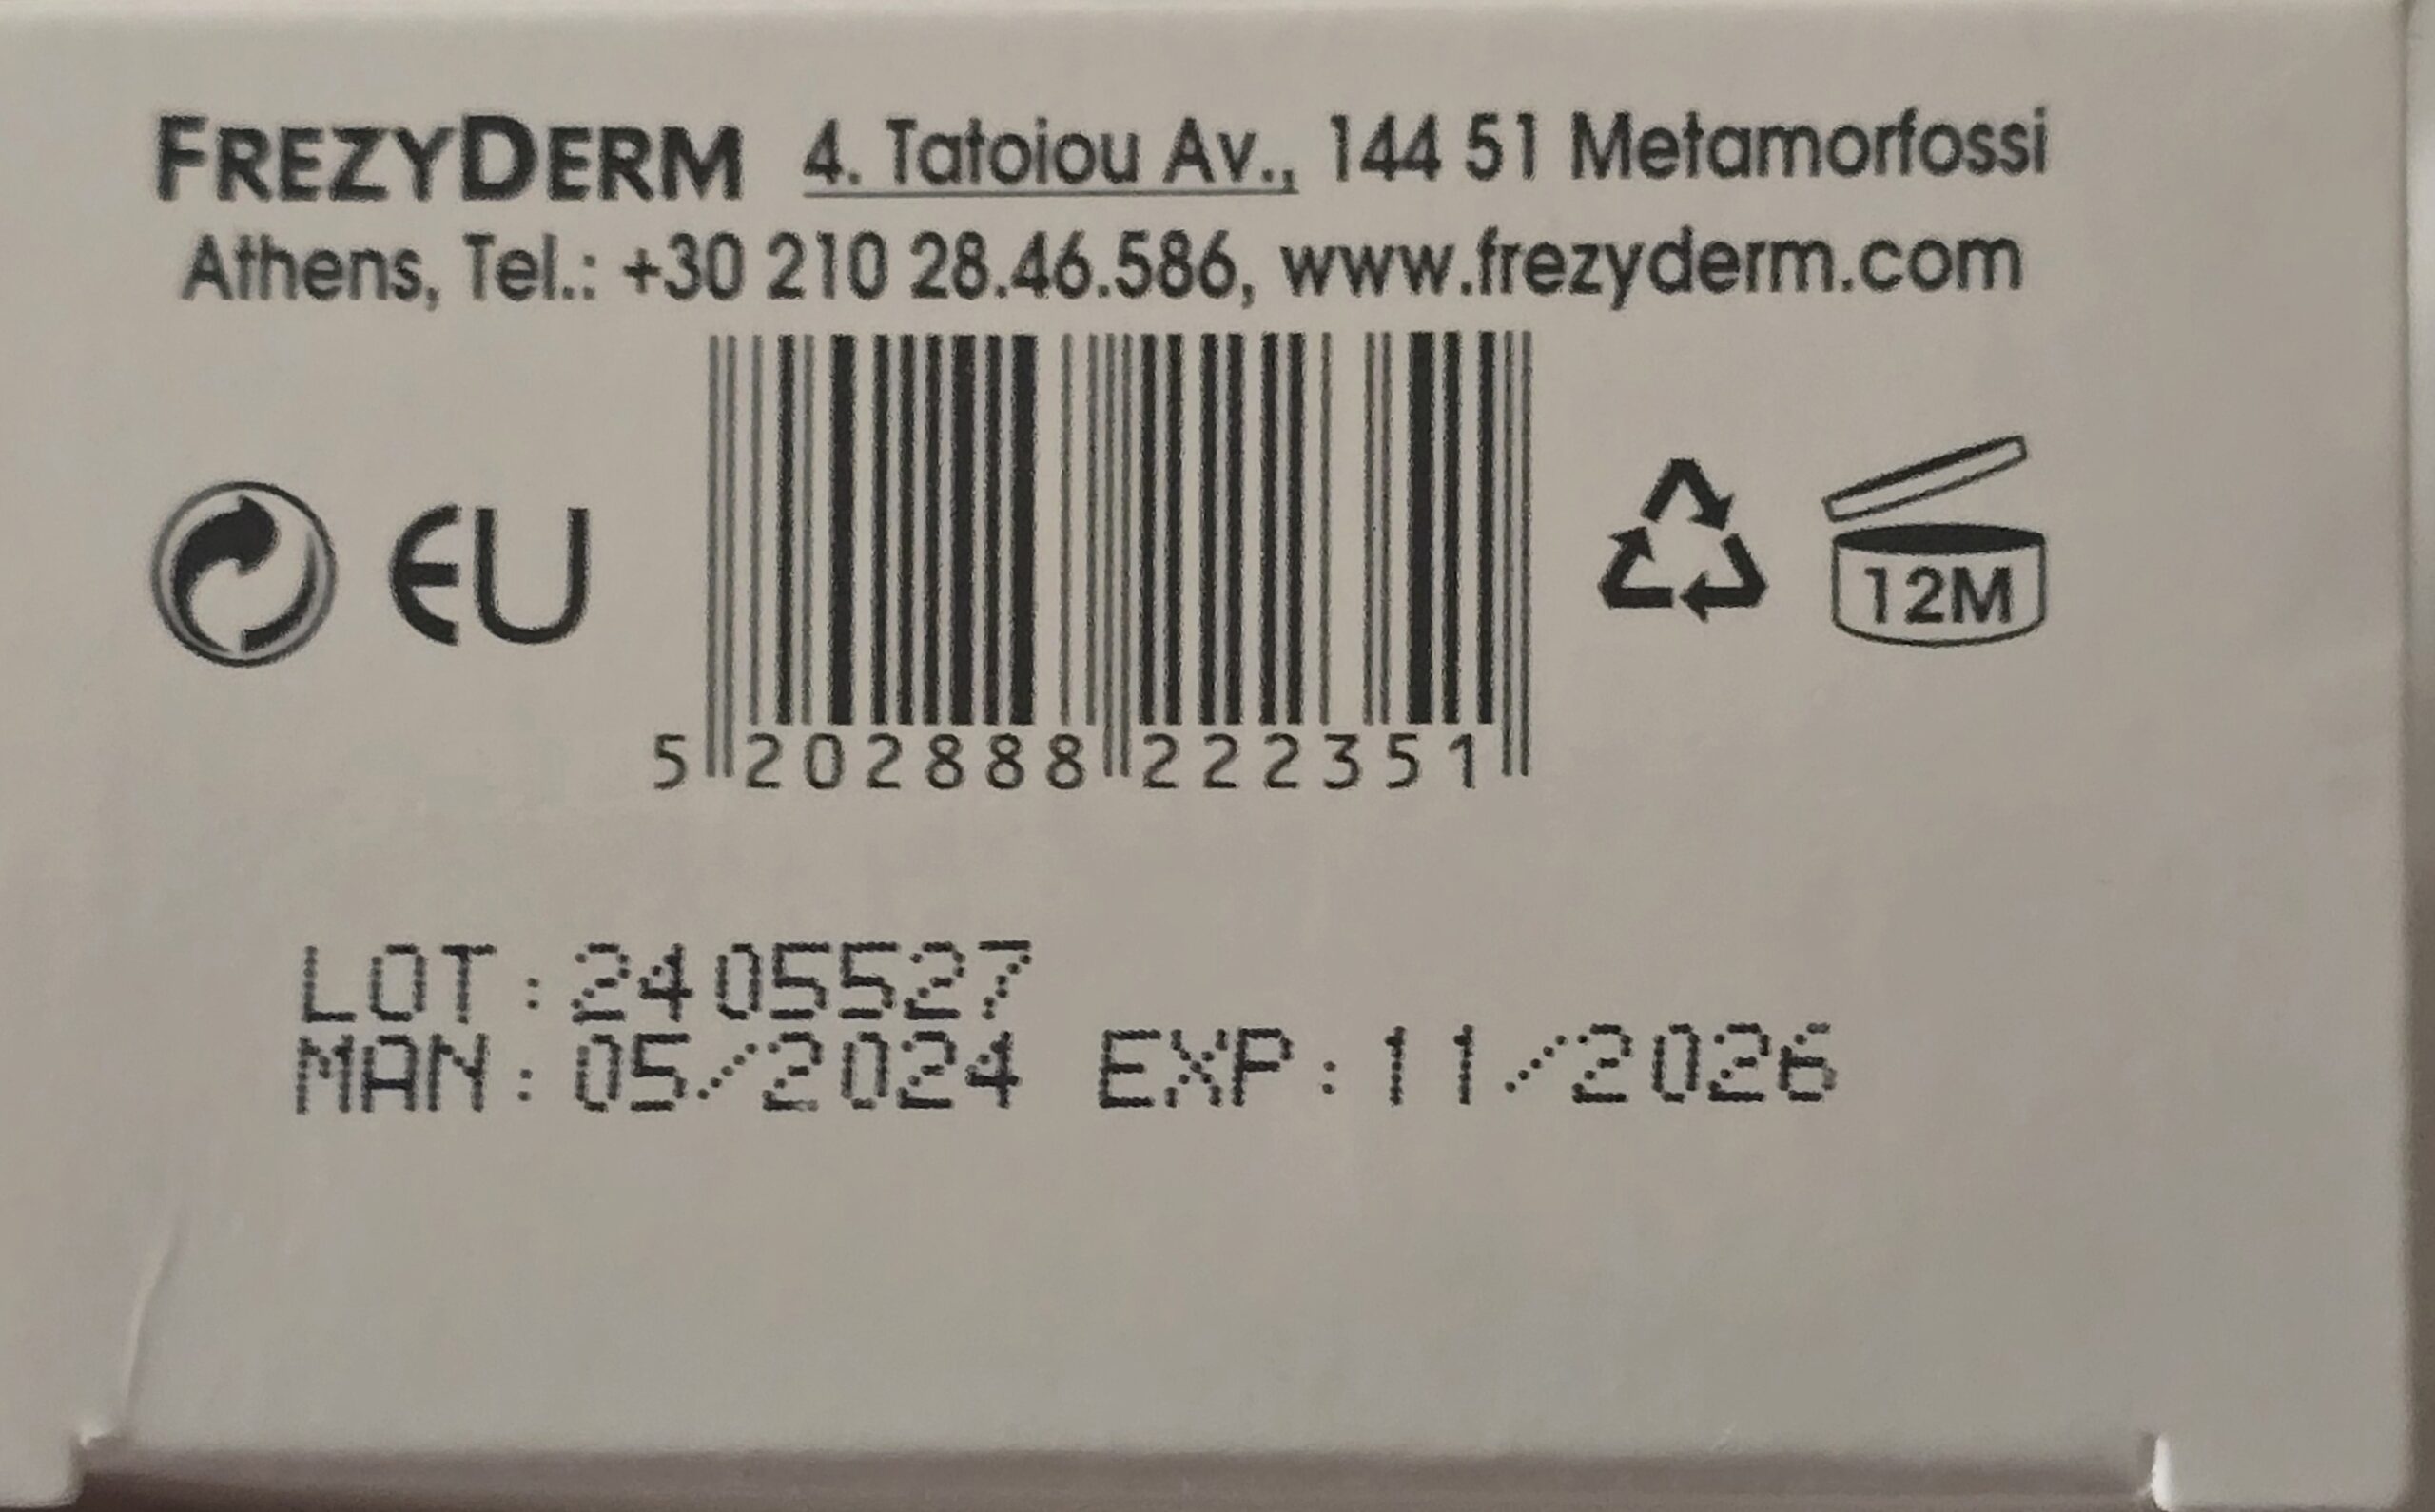 FREZYDERM 4. Tatoiou Av., 144 51 Metamorfossi
Athens, Tel.: +30 210 28.46.586, www.frezyderm.com
EU
12M
5 202888 222351
LOT:2405527
MAN:05/2024 EXP:11/2026